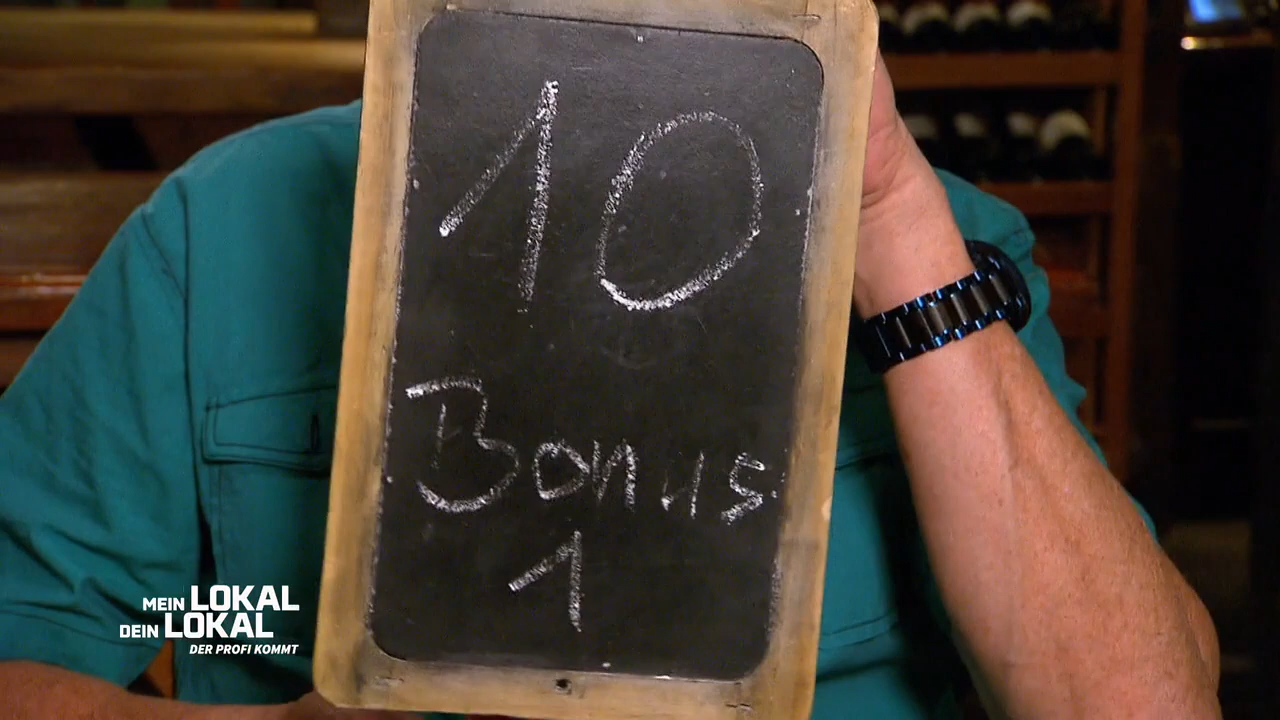 10
Bonus
1
MEIN LOKAL
DEIN LOKAL
DER PROFI KOMMT